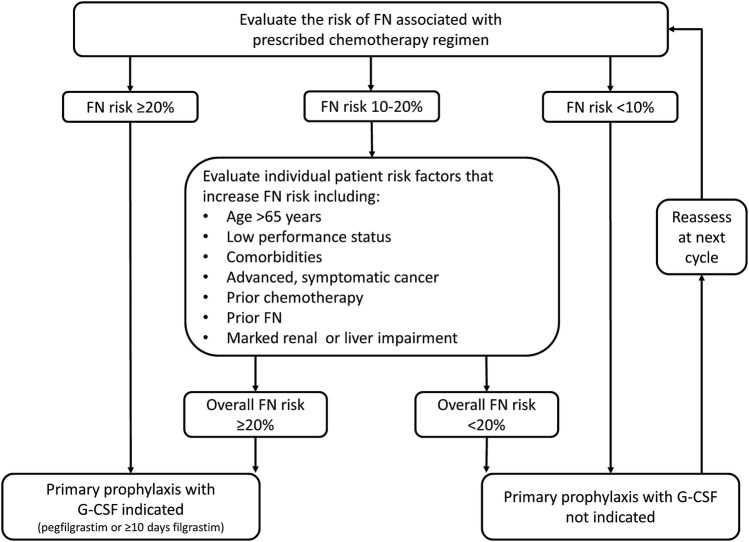 Evaluate the risk of FN associated with
prescribed chemotherapy regimen
FN risk ≥20%
FN risk 10-20%
FN risk <10%
Evaluate individual patient risk factors that
increase FN risk including:
• Age >65 years
• Low performance status
• Comorbidities
• Advanced, symptomatic cancer
• Prior chemotherapy
• Prior FN
• Marked renal or liver impairment
Reassess
at next
cycle
Overall FN risk
≥20%
Overall FN risk
<20%
Primary prophylaxis with
G-CSF indicated
(pegfilgrastim or ≥10 days filgrastim)
Primary prophylaxis with G-CSF
not indicated